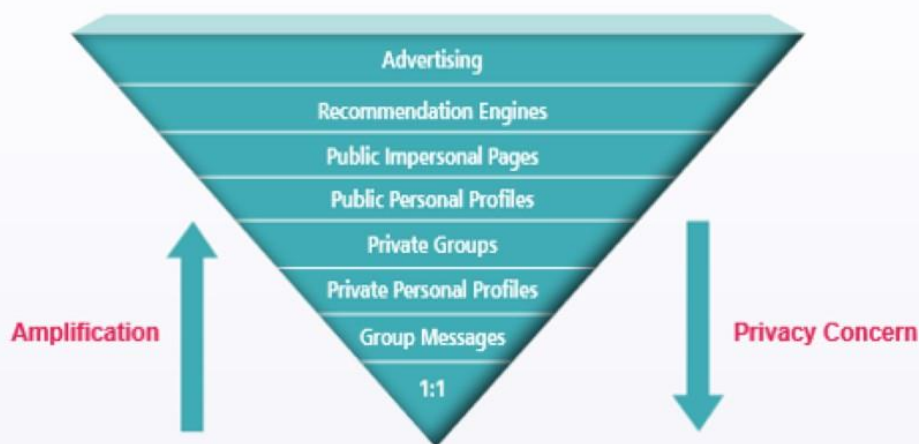 Advertising
Recommendation Engines
Public Impersonal Pages
Public Personal Profiles
Private Groups
Private Personal Profiles
Group Messages
1:1
Amplification
Privacy Concern